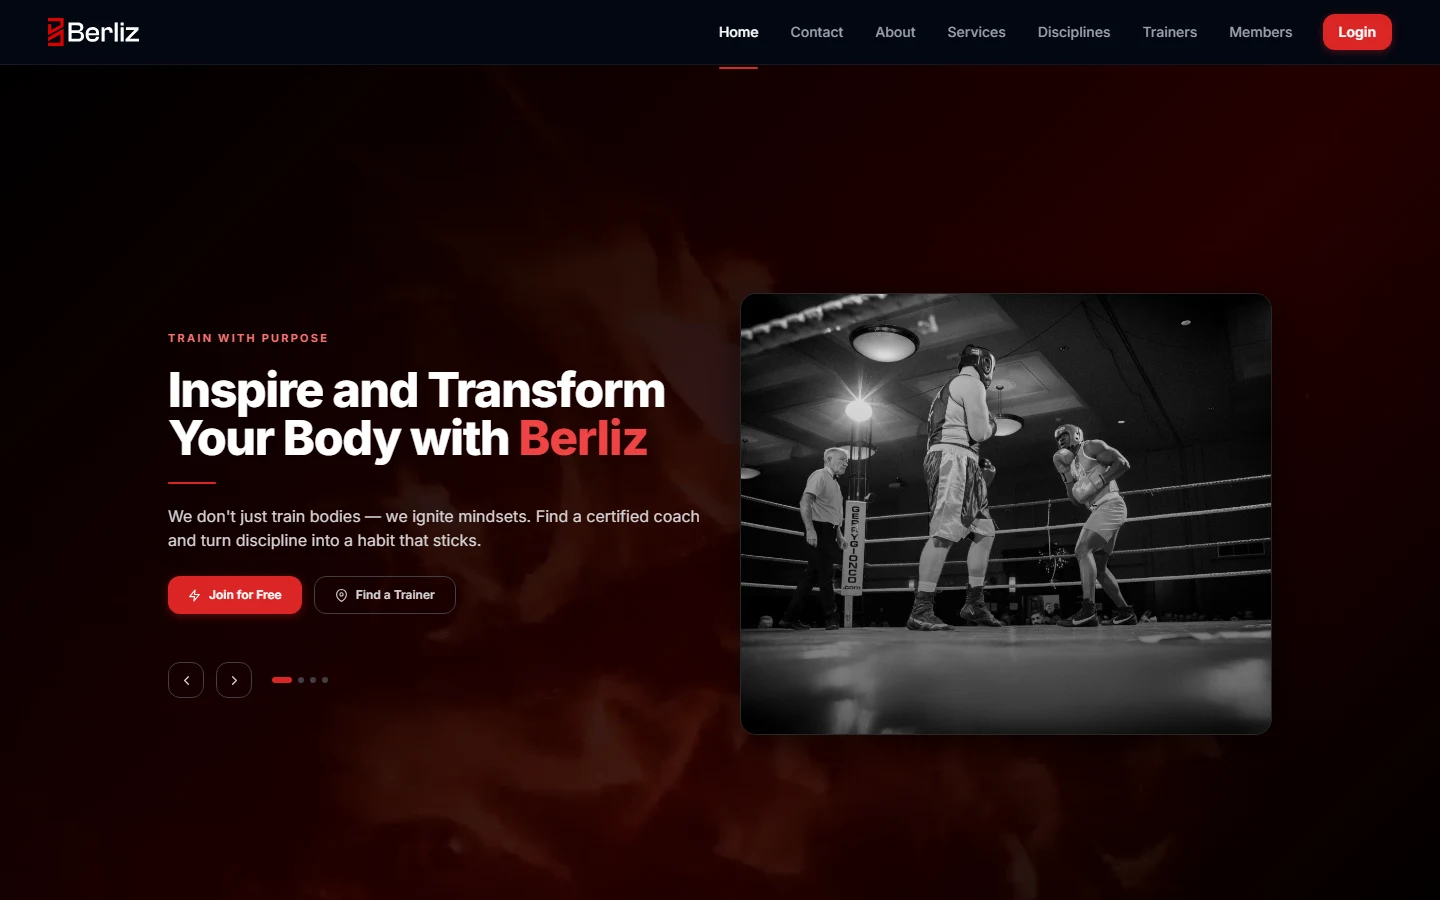 Berliz
Home
Contact
About
Services
Disciplines
Trainers
Members
Login
TRAIN WITH PURPOSE
Inspire and Transform
Your Body with Berliz
We don't just train bodies — we ignite mindsets. Find a certified coach
and turn discipline into a habit that sticks.
Join for Free
Find a Trainer